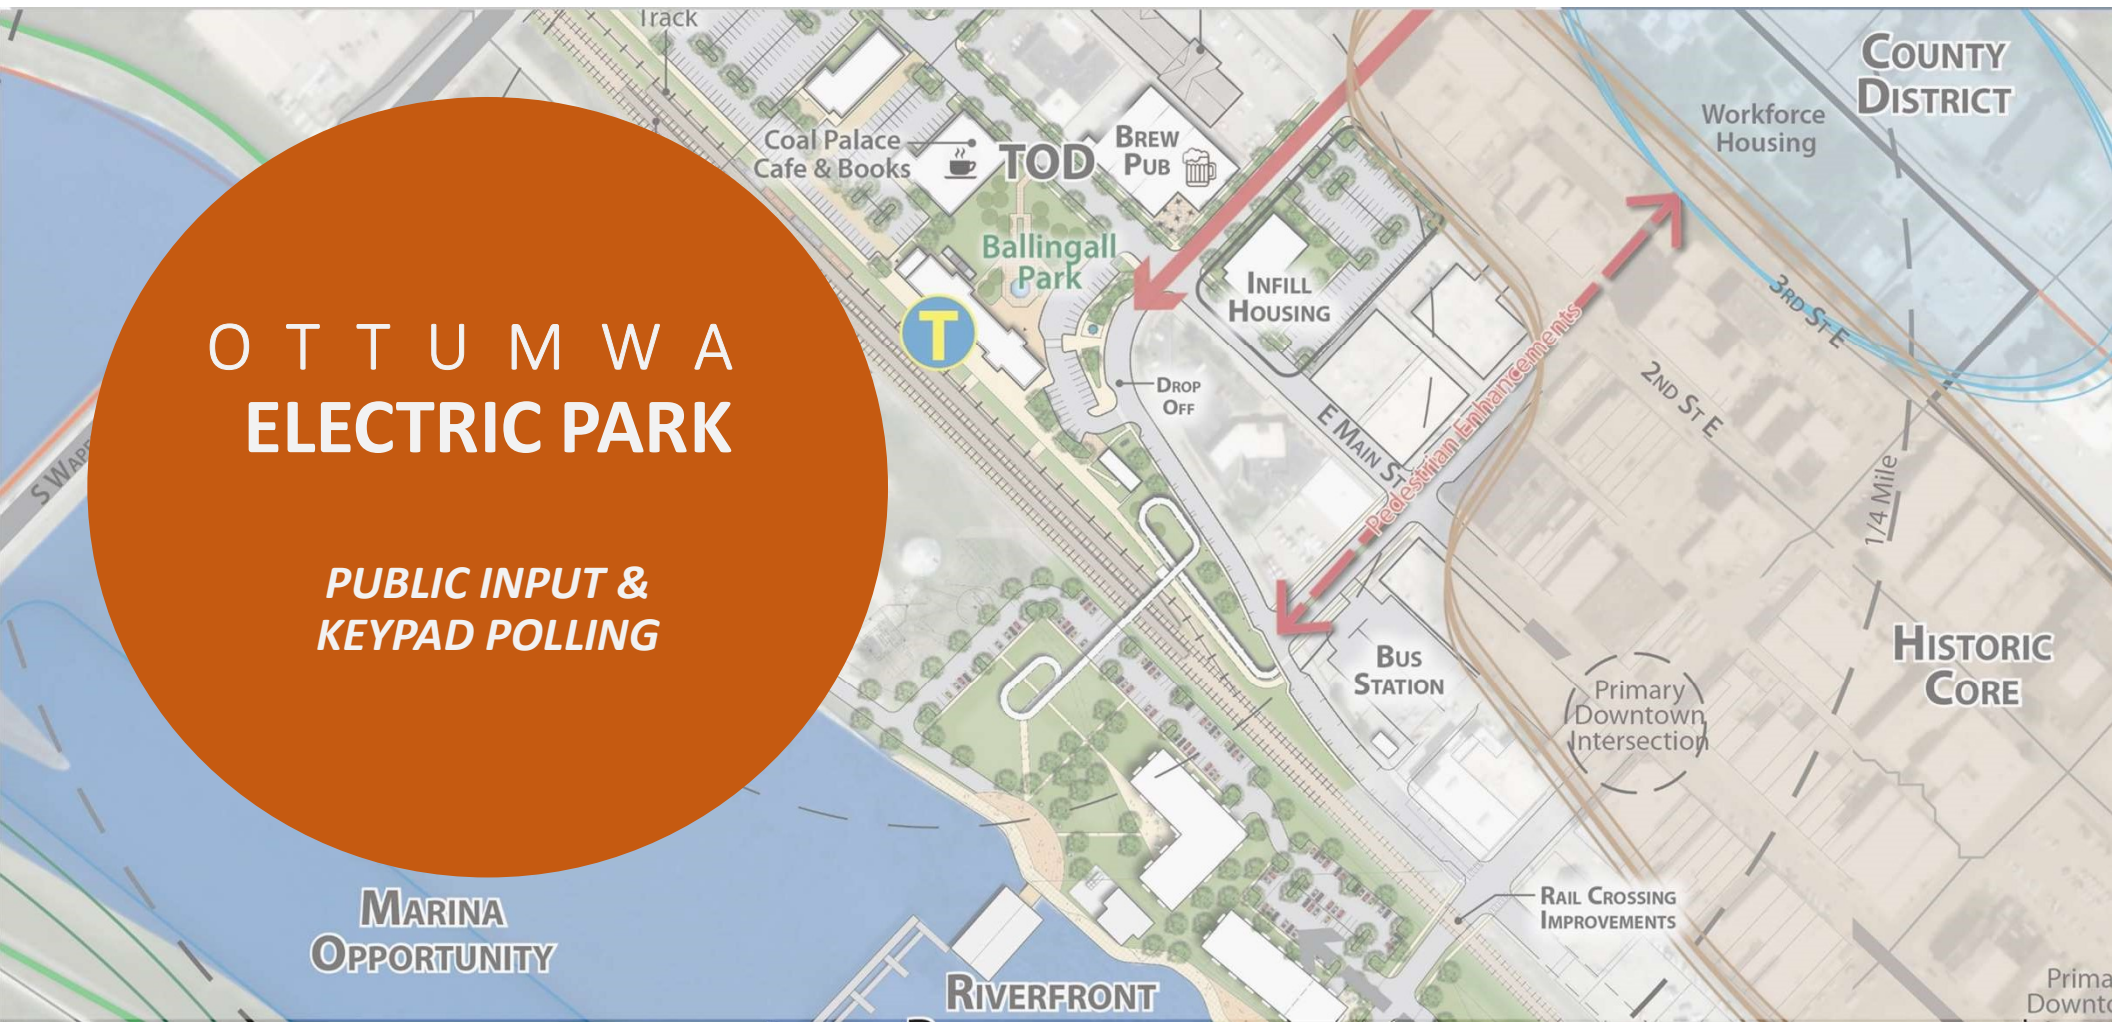 Track
COUNTY
DISTRICT
Workforce
Housing
Coal Palace
Cafe & Books
TOD
BREW
PUB
Ballingall
Park
INFILL
HOUSING
T
DROP
OFF
E MAIN ST
Pedestrian Enhancements
3RD ST E
2ND ST E
1/4 Mile
OTTUMWA
ELECTRIC PARK
PUBLIC INPUT &
KEYPAD POLLING
BUS
STATION
HISTORIC
CORE
Primary
Downtown
Intersection
RAIL CROSSING
IMPROVEMENTS
MARINA
OPPORTUNITY
RIVERFRONT